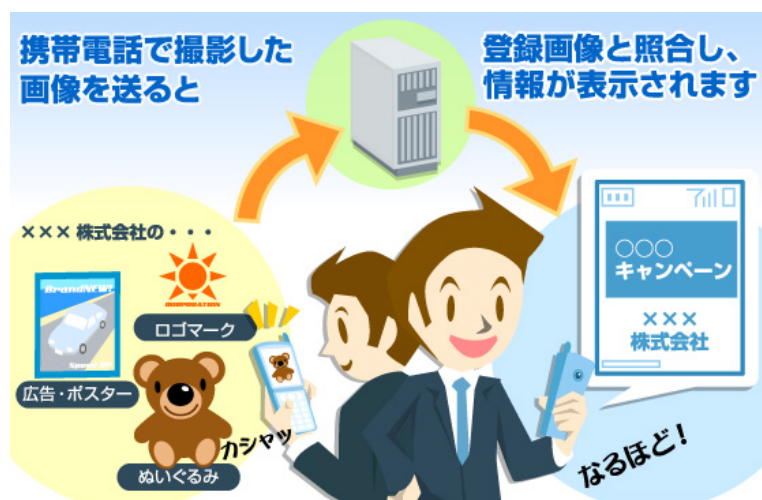 携帯電話で撮影した
画像を送ると
登録画像と照合し、
情報が表示されます
×××株式会社の・・・
BrandNEW!
CORPORATION
ロゴマーク
広告・ポスター
カシャッ
ぬいぐるみ
○○○
キャンペーン
×××
株式会社
なるほど!